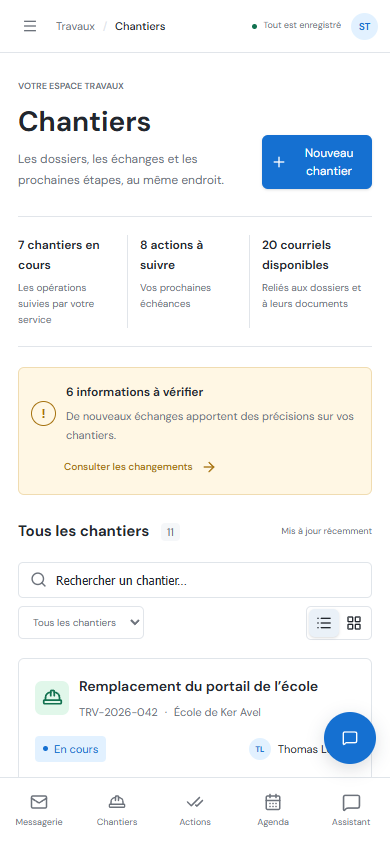 Travaux / Chantiers
Tout est enregistré
ST
VOTRE ESPACE TRAVAUX
Chantiers
Les dossiers, les échanges et les
prochaines étapes, au même endroit.
Nouveau
chantier
7 chantiers en
cours
Les opérations
suivies par votre
service
8 actions à
suivre
Vos prochaines
échéances
20 courriels
disponibles
Reliés aux dossiers et
à leurs documents
!
6 informations à vérifier
De nouveaux échanges apportent des précisions sur vos
chantiers.
Consulter les changements
Tous les chantiers 11
Mis à jour récemment
Rechercher un chantier...
Tous les chantiers
Remplacement du portail de l’école
TRV-2026-042 · École de Ker Avel
En cours
TL Thomas
Messagerie
Chantiers
Actions
Agenda
Assistant